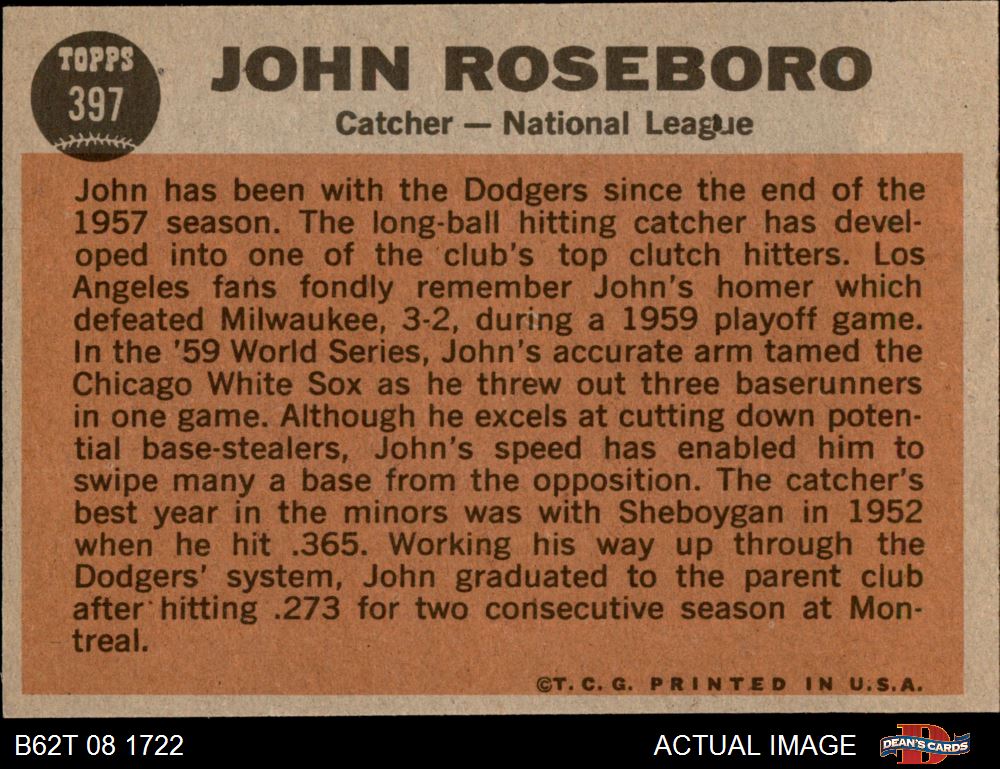 TOPPS
397
JOHN ROSEBORO
Catcher — National League
John has been with the Dodgers since the end of the
1957 season. The long-ball hitting catcher has devel-
oped into one of the club's top clutch hitters. Los
Angeles fans fondly remember John's homer which
defeated Milwaukee, 3-2, during a 1959 playoff game.
In the '59 World Series, John's accurate arm tamed the
Chicago White Sox as he threw out three baserunners
in one game. Although he excels at cutting down poten-
tial base-stealers, John's speed has enabled him to
swipe many a base from the opposition. The catcher's
best year in the minors was with Sheboygan in 1952
when he hit .365. Working his way up through the
Dodgers' system, John graduated to the parent club
after hitting .273 for two consecutive season at Mon-
treal.
©T. C. G. PRINTED IN U.S.A.
B62T 08 1722
ACTUAL IMAGE
DEAN'S CARDS